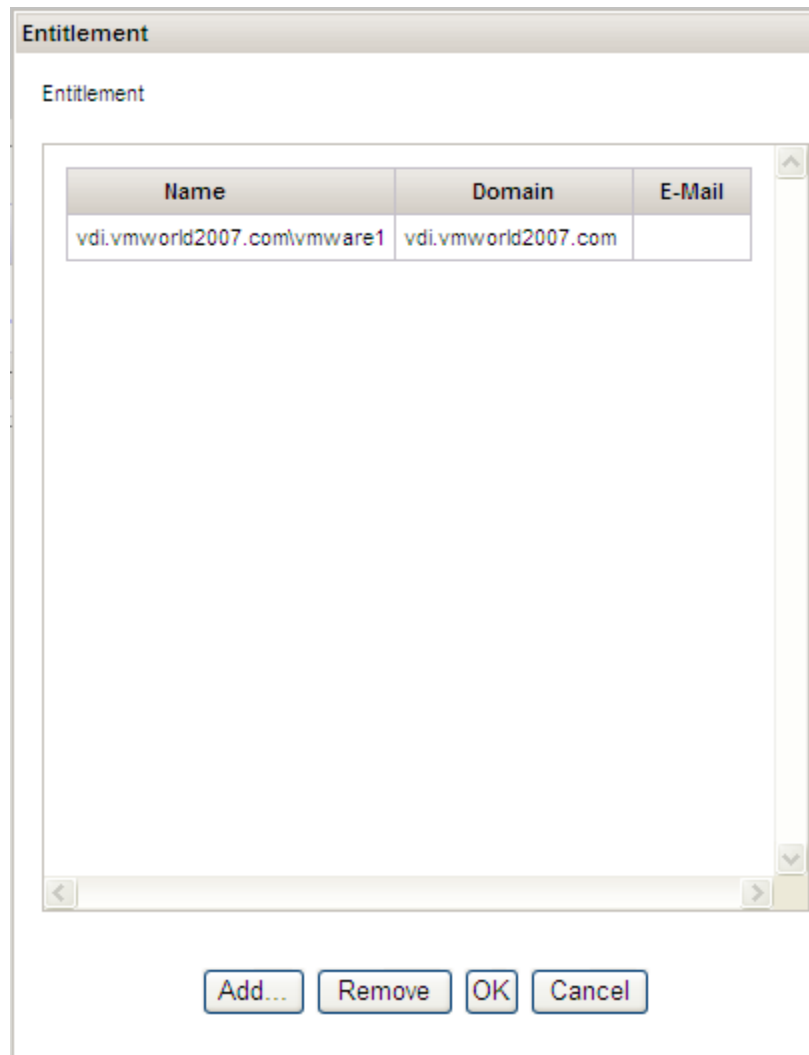 Entitlement
Entitlement
Name Domain E-Mail
vdi.vmworld2007.com\vmware1 vdi.vmworld2007.com
Add... Remove OK Cancel